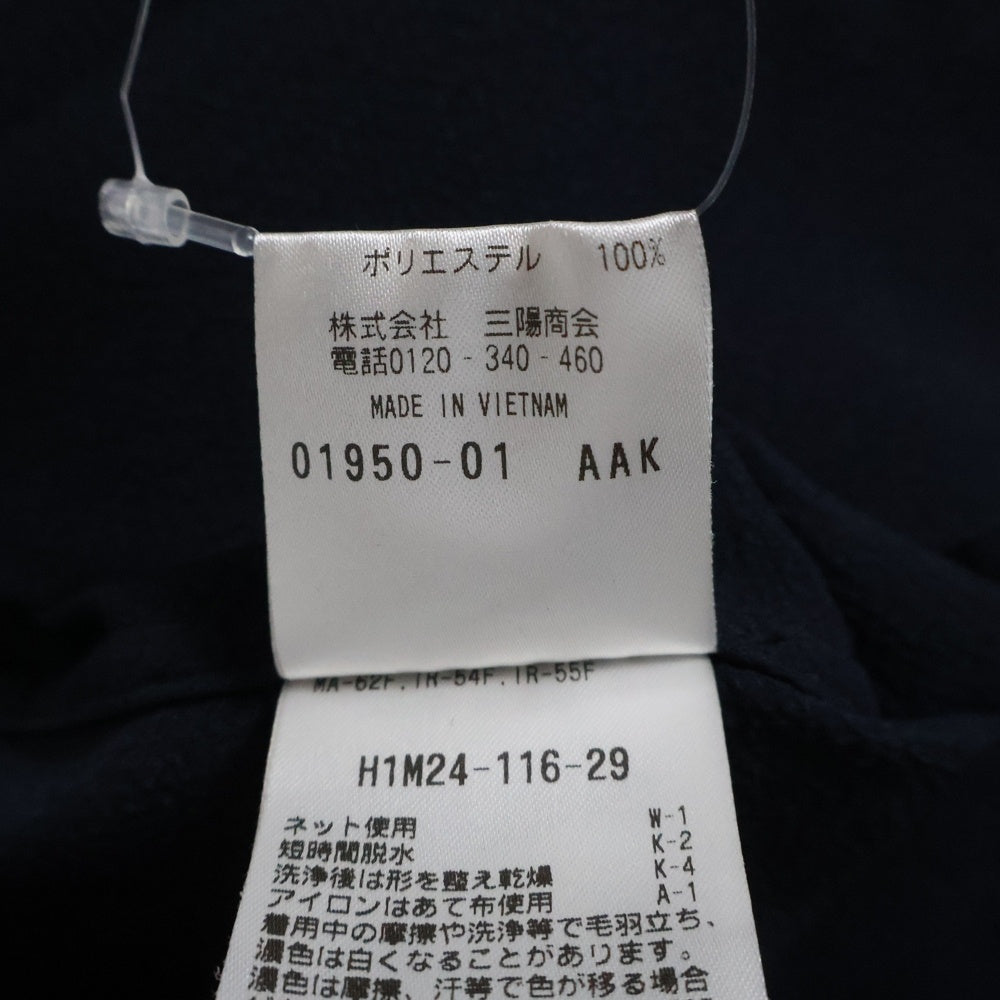 ポリエステル 100%
株式会社 三陽商会
電話0120-340-460
MADE IN VIETNAM
01950-01 AAK
MA-62F, TR-54F, TR-55F
H1M24-116-29
ネット使用 W-1
短時間脱水 K-2
洗浄後は形を整え乾燥 K-4
アイロンはあて布使用 A-1
着用中の摩擦や洗浄等で毛羽立ち、
濃色は白くなることがあります。
濃色は摩擦、汗等で色が移る場合